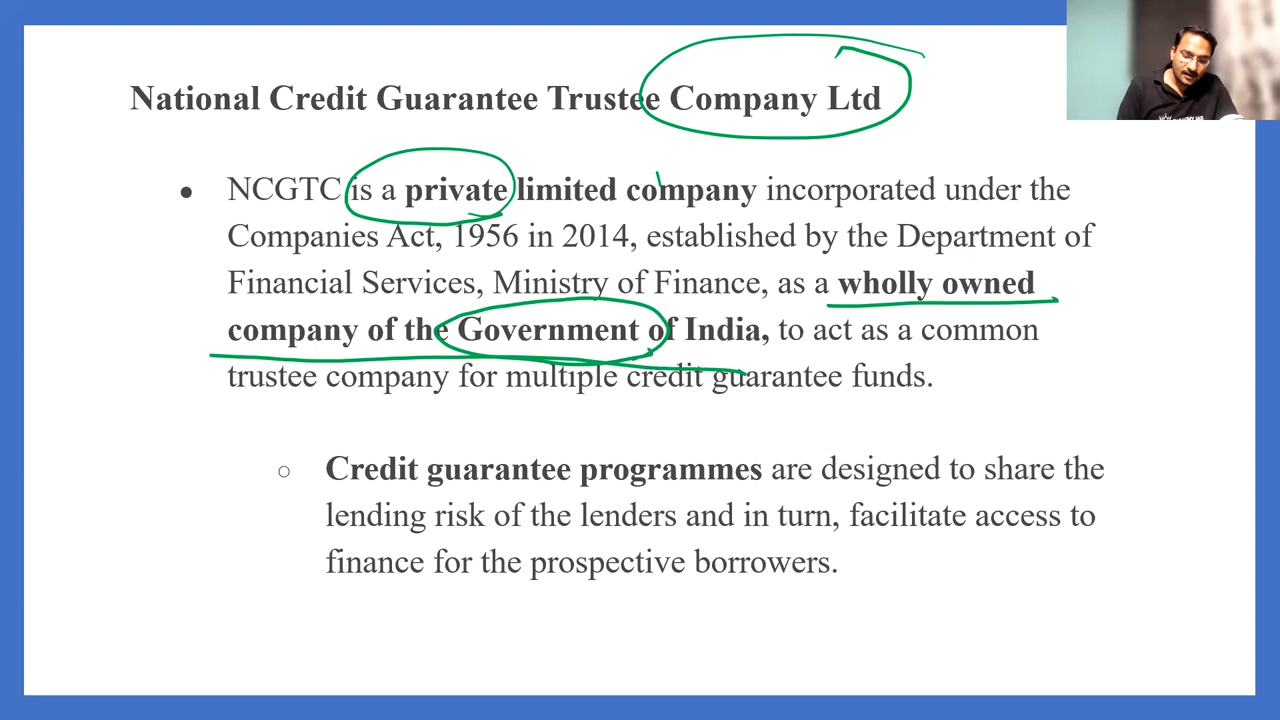 National Credit Guarantee Trustee Company Ltd
● NCGTC is a private limited company incorporated under the
Companies Act, 1956 in 2014, established by the Department of
Financial Services, Ministry of Finance, as a wholly owned
company of the Government of India, to act as a common
trustee company for multiple credit guarantee funds.
○ Credit guarantee programmes are designed to share the
lending risk of the lenders and in turn, facilitate access to
finance for the prospective borrowers.